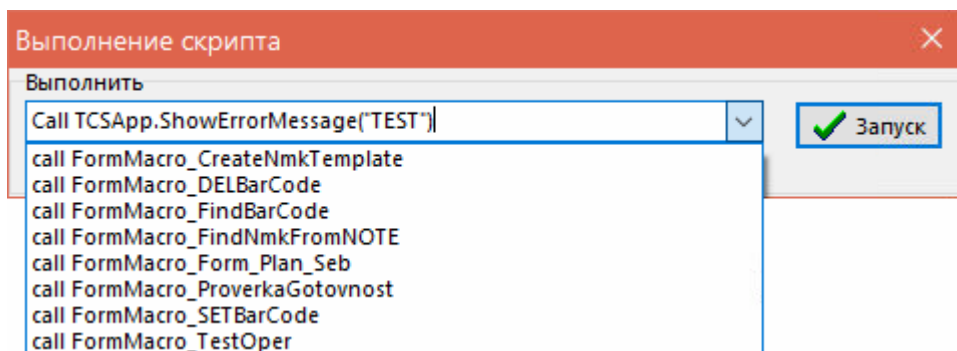 Выполнение скрипта
Выполнить
Call TCSApp.ShowErrorMessage("TEST")
Запуск
call FormMacro_CreateNmkTemplate
call FormMacro_DELBarCode
call FormMacro_FindBarCode
call FormMacro_FindNmkFromNOTE
call FormMacro_Form_Plan_Seb
call FormMacro_ProverkaGotovnost
call FormMacro_SETBarCode
call FormMacro_TestOper